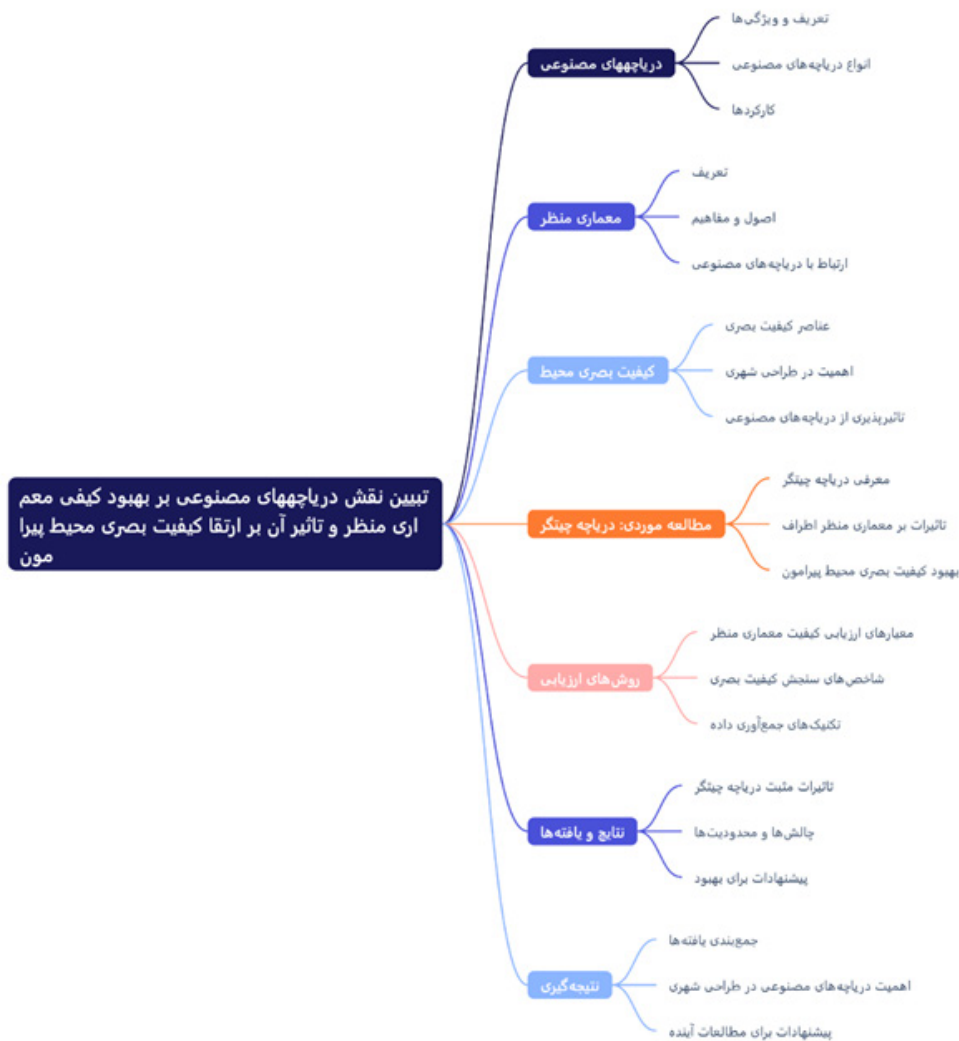 تبیین نقش دریاچههای مصنوعی بر بهبود کیفی معم
اری منظر و تاثیر آن بر ارتقا کیفیت بصری محیط پیرا
مون
دریاچههای مصنوعی
تعریف و ویژگی‌ها
انواع دریاچه‌های مصنوعی
کارکردها
معماری منظر
تعریف
اصول و مفاهیم
ارتباط با دریاچه‌های مصنوعی
کیفیت بصری محیط
عناصر کیفیت بصری
اهمیت در طراحی شهری
تاثیرپذیری از دریاچه‌های مصنوعی
مطالعه موردی: دریاچه چیتگر
معرفی دریاچه چیتگر
تاثیرات بر معماری منظر اطراف
بهبود کیفیت بصری محیط پیرامون
روش‌های ارزیابی
معیارهای ارزیابی کیفیت معماری منظر
شاخص‌های سنجش کیفیت بصری
تکنیک‌های جمع‌آوری داده
نتایج و یافته‌ها
تاثیرات مثبت دریاچه چیتگر
چالش‌ها و محدودیت‌ها
پیشنهادات برای بهبود
نتیجه‌گیری
جمع‌بندی یافته‌ها
اهمیت دریاچه‌های مصنوعی در طراحی شهری
پیشنهادات برای مطالعات آینده